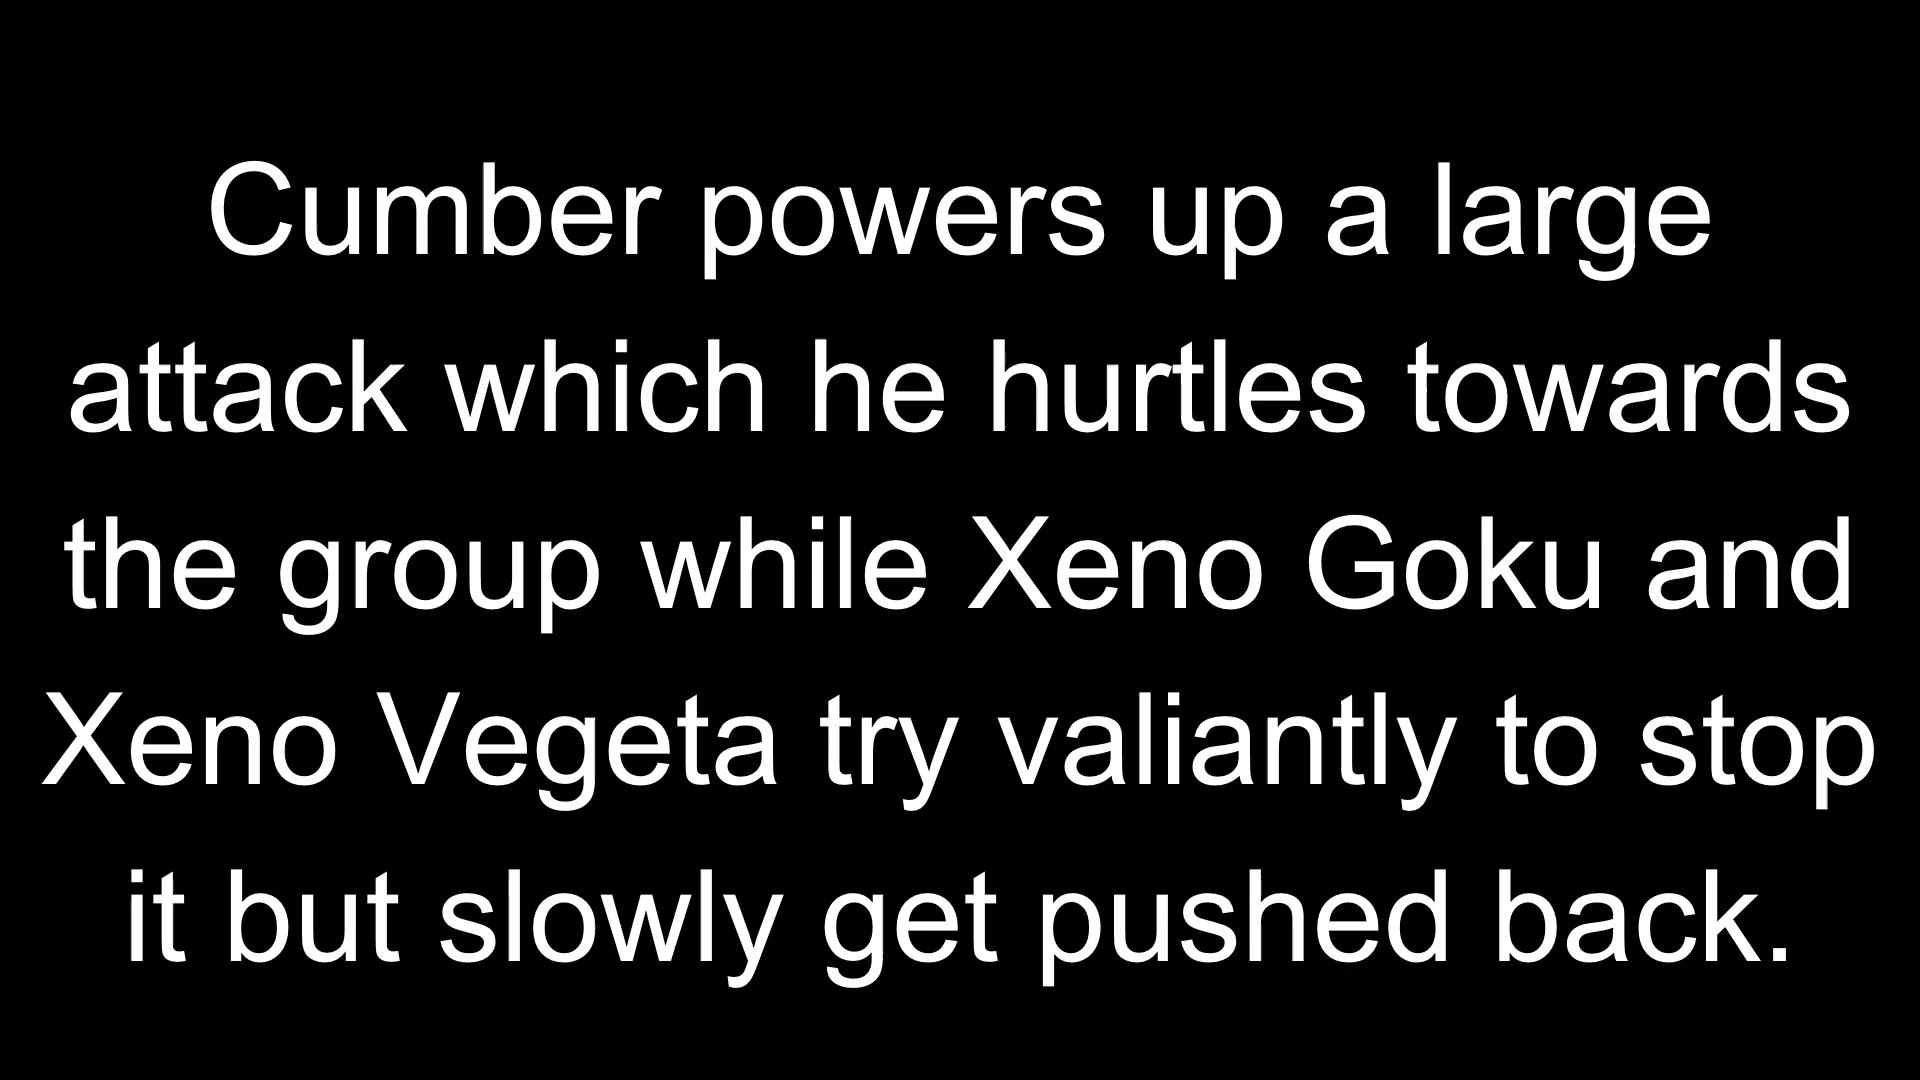 Cumber powers up a large
attack which he hurtles towards
the group while Xeno Goku and
Xeno Vegeta try valiantly to stop
it but slowly get pushed back.